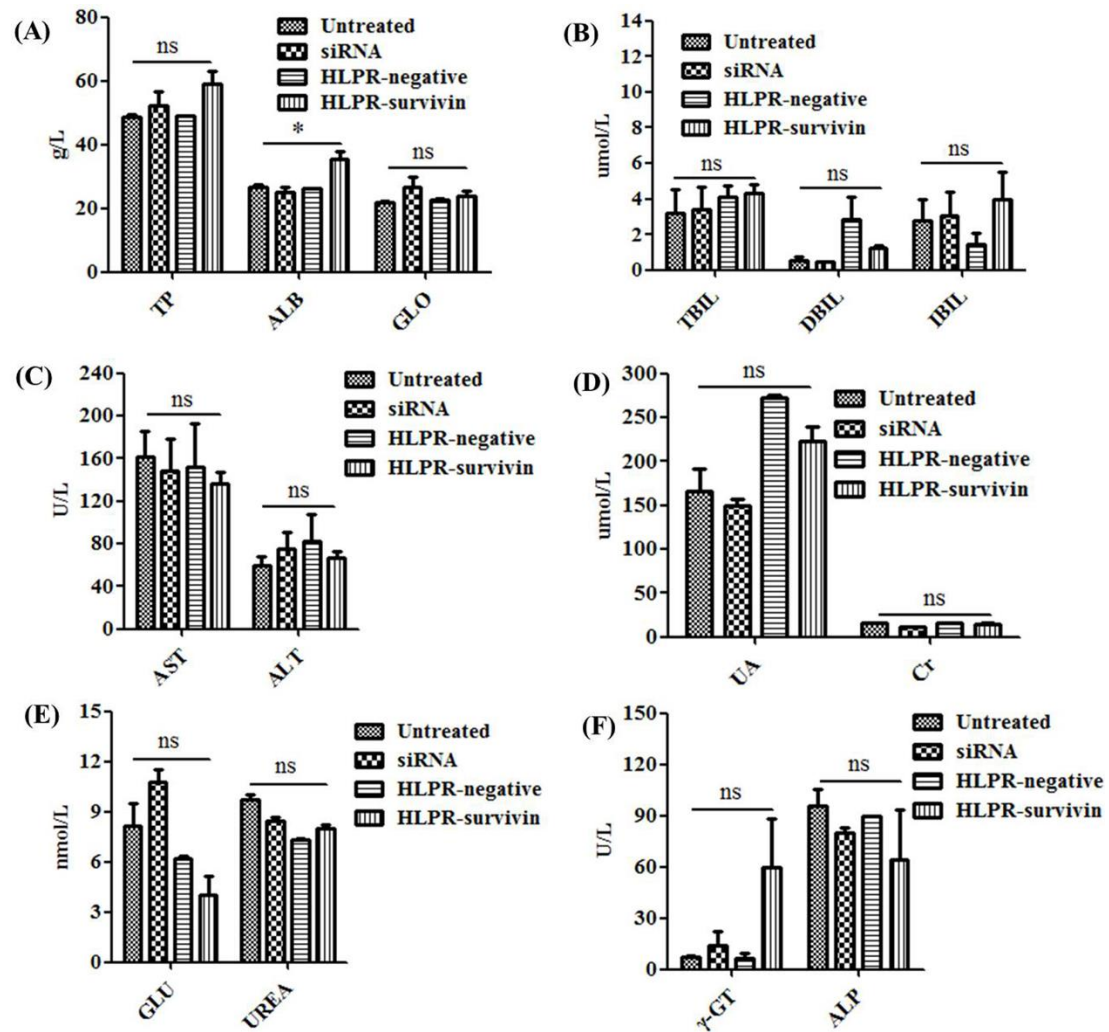 (A)
80
60
40
20
0
g/L
Untreated
siRNA
HLPR-negative
HLPR-survivin
ns
*
ns
TP
ALB
GLO
(B)
14
12
10
8
6
4
2
0
umol/L
Untreated
siRNA
HLPR-negative
HLPR-survivin
ns
ns
ns
TBIL
DBIL
IBIL
(C)
240
200
160
120
80
40
0
U/L
Untreated
siRNA
HLPR-negative
HLPR-survivin
ns
ns
AST
ALT
(D)
300
250
200
150
100
50
0
umol/L
Untreated
siRNA
HLPR-negative
HLPR-survivin
ns
ns
UA
Cr
(E)
15
12
9
6
3
0
nmol/L
Untreated
siRNA
HLPR-negative
HLPR-survivin
ns
ns
GLU
UREA
(F)
150
120
90
60
30
0
U/L
Untreated
siRNA
HLPR-negative
HLPR-survivin
ns
ns
γ-GT
ALP